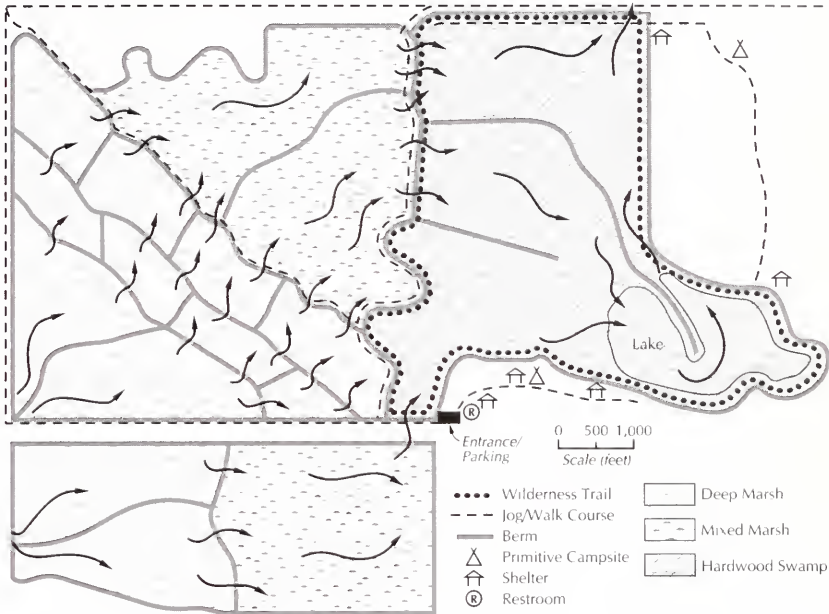 Lake
R
Entrance/
Parking
0 500 1,000
Scale (feet)
Wilderness Trail
Jog/Walk Course
Berm
Primitive Campsite
Shelter
R Restroom
Deep Marsh
Mixed Marsh
Hardwood Swamp